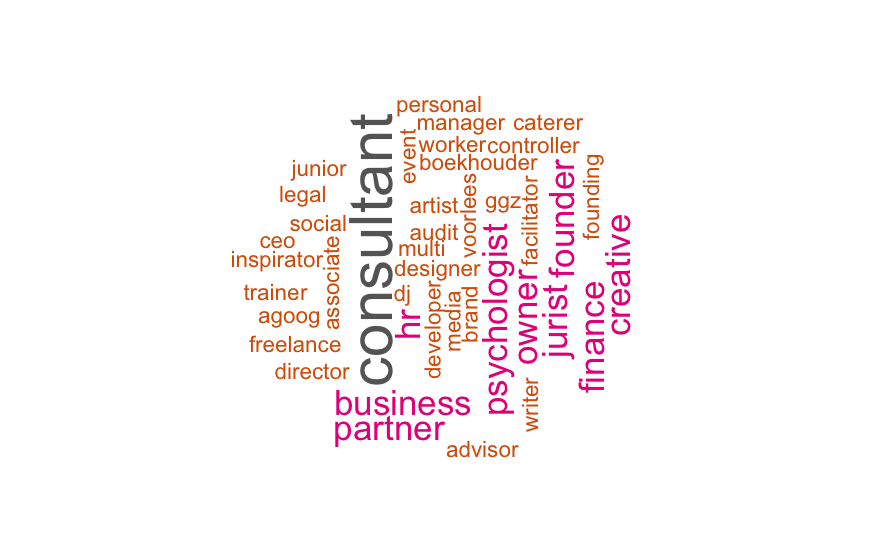 personal
manager
caterer
event
worker
controller
boekhouder
junior
legal
social
ceo
inspirator
associate
trainer
agoog
freelance
director
consultant
artist
voorlees
ggz
facilitator
founding
audit
multi
designer
dj
hr
developer
media
brand
psychologist
owner
jurist
founder
finance
creative
writer
business
partner
advisor